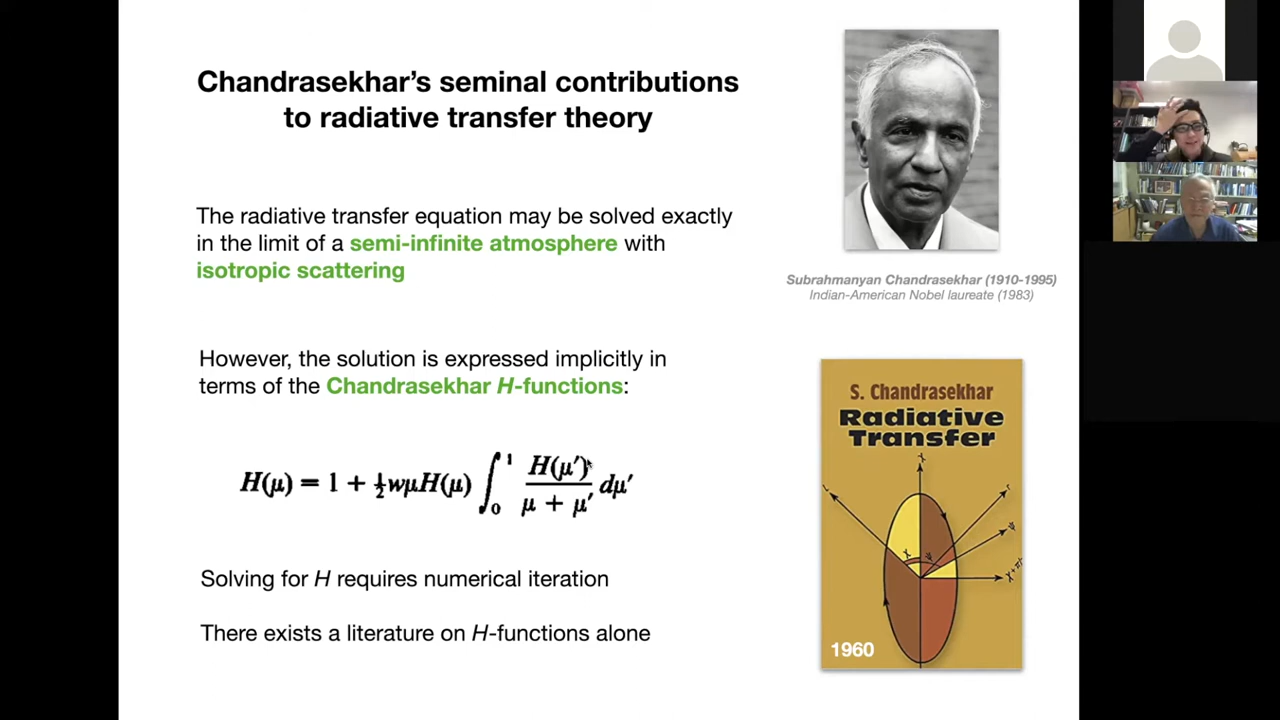 Chandrasekhar's seminal contributions
to radiative transfer theory
The radiative transfer equation may be solved exactly
in the limit of a semi-infinite atmosphere with
isotropic scattering
Subrahmanyan Chandrasekhar (1910-1995)
Indian-American Nobel laureate (1983)
However, the solution is expressed implicitly in
terms of the Chandrasekhar H-functions:
H(μ) = 1 + ½wμH(μ) ∫₀¹ H(μ′)/(μ + μ′) dμ′
Solving for H requires numerical iteration
There exists a literature on H-functions alone
S. Chandrasekhar
Radiative
Transfer
1960